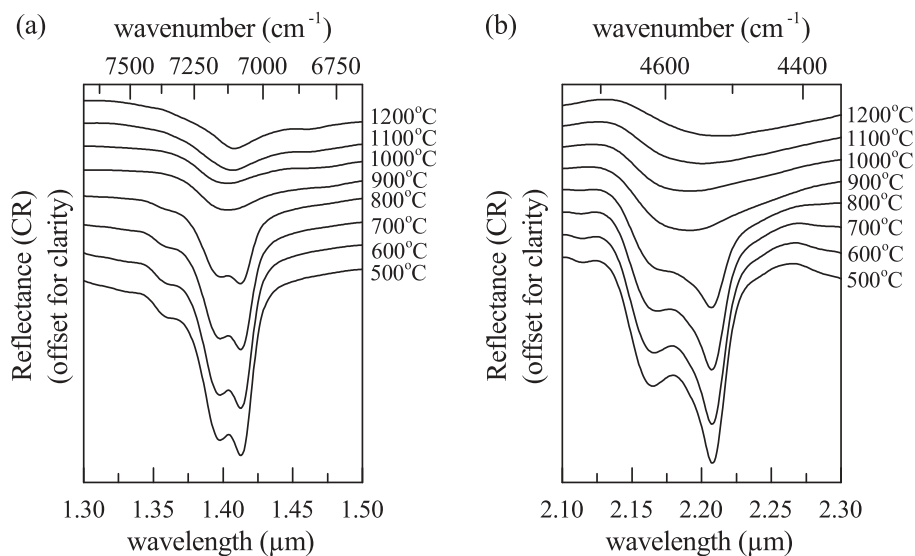 (a)
wavenumber (cm⁻¹)
7500 7250 7000 6750
1200°C
1100°C
1000°C
900°C
800°C
700°C
600°C
500°C
Reflectance (CR)
(offset for clarity)
1.30 1.35 1.40 1.45 1.50
wavelength (µm)
(b)
wavenumber (cm⁻¹)
4600 4400
1200°C
1100°C
1000°C
900°C
800°C
700°C
600°C
500°C
Reflectance (CR)
(offset for clarity)
2.10 2.15 2.20 2.25 2.30
wavelength (µm)